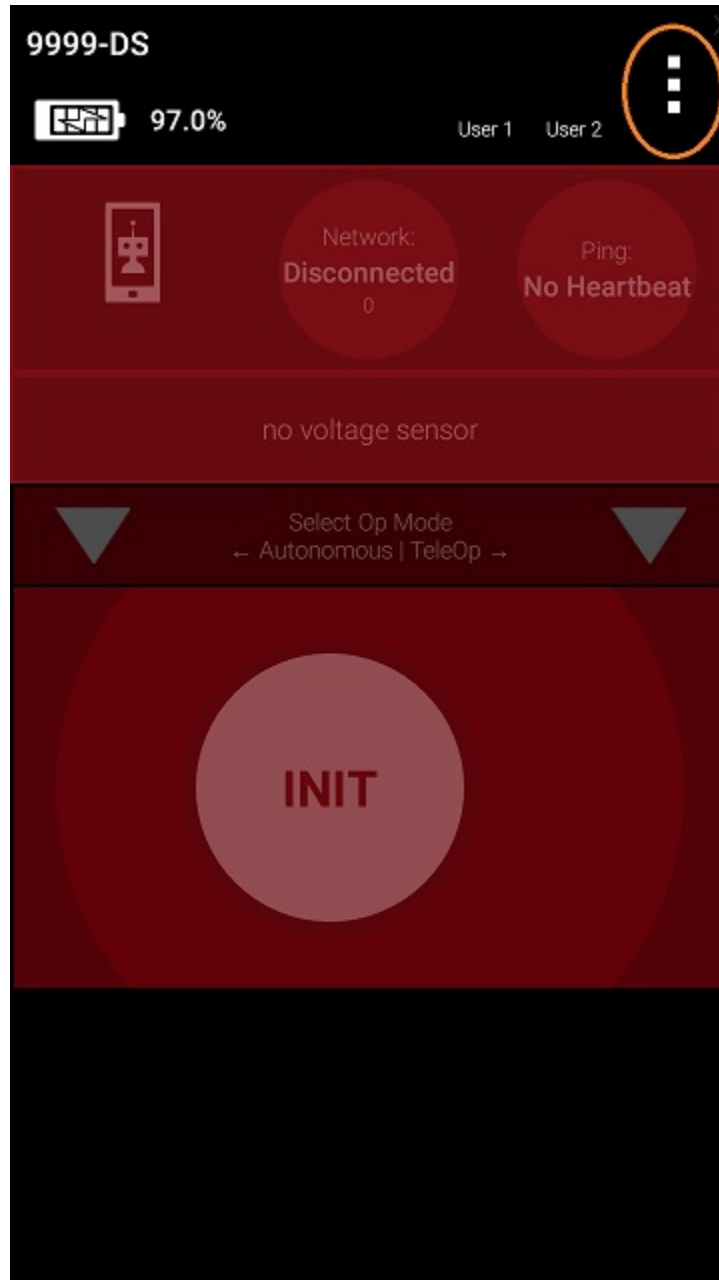 9999-DS
97.0%
User 1 User 2
Network:
Disconnected
0
Ping:
No Heartbeat
no voltage sensor
Select Op Mode
← Autonomous | TeleOp →
INIT